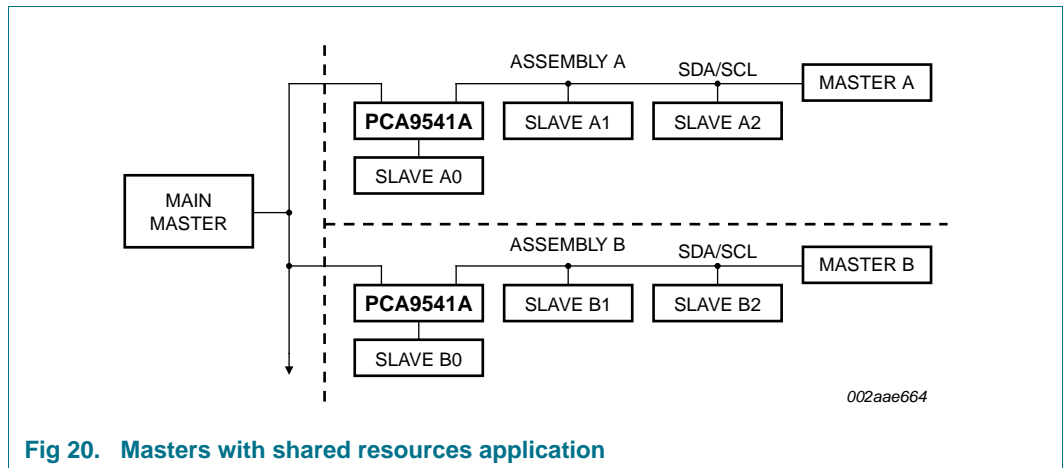 ASSEMBLY A
SDA/SCL
MASTER A
PCA9541A
SLAVE A1
SLAVE A2
SLAVE A0
MAIN
MASTER
ASSEMBLY B
SDA/SCL
MASTER B
PCA9541A
SLAVE B1
SLAVE B2
SLAVE B0
002aae664
Fig 20. Masters with shared resources application